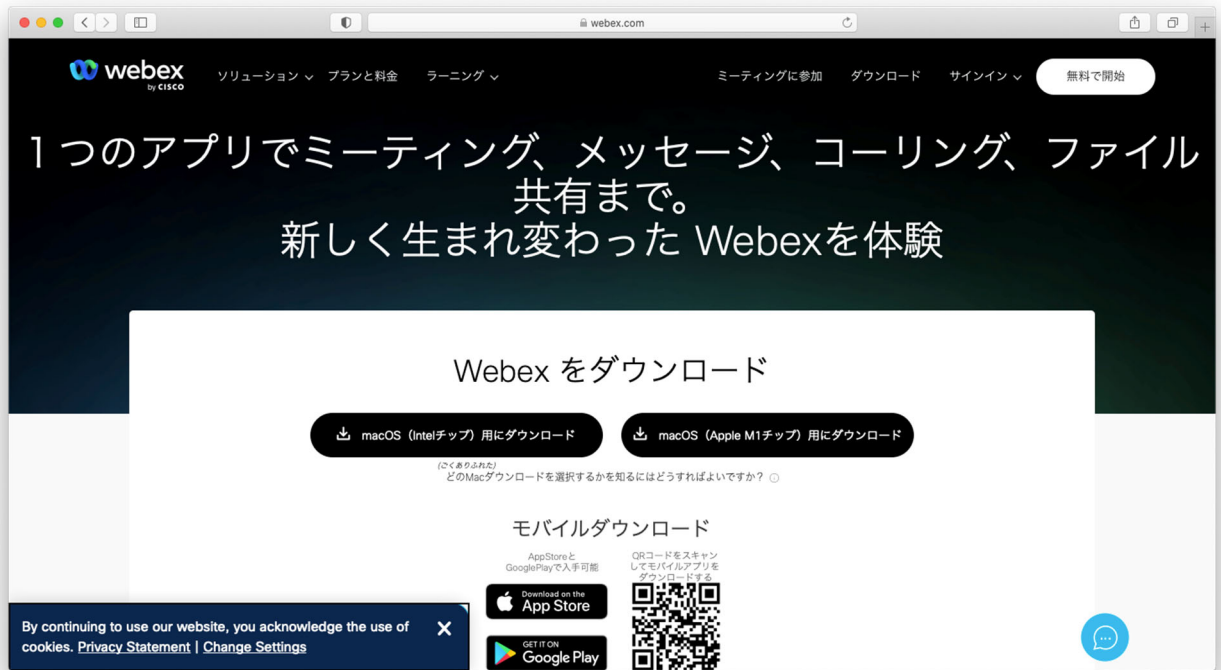 webex.com
webex
by CISCO
ソリューション プランと料金 ラーニング ミーティングに参加 ダウンロード サインイン 無料で開始
1 つのアプリでミーティング、メッセージ、コーリング、ファイル
共有まで。
新しく生まれ変わった Webexを体験
Webex をダウンロード
macOS（Intelチップ）用にダウンロード macOS（Apple M1チップ）用にダウンロード
(ごくありふれた)
どのMacダウンロードを選択するかを知るにはどうすればよいですか？
モバイルダウンロード
AppStoreと
GooglePlayで入手可能
QRコードをスキャン
してモバイルアプリを
ダウンロードする
Download on the
App Store
GET IT ON
Google Play
By continuing to use our website, you acknowledge the use of
cookies. Privacy Statement | Change Settings